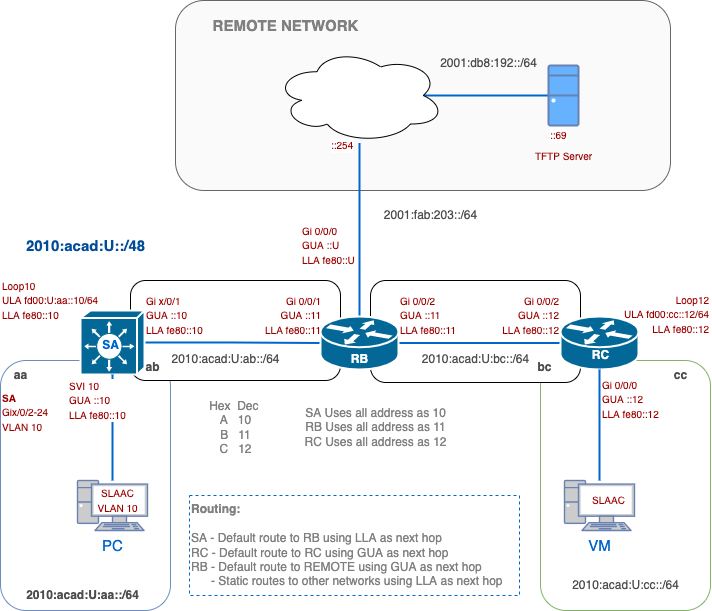 REMOTE NETWORK
2001:db8:192::/64
::69
TFTP Server
::254
2001:fab:203::/64
Gi 0/0/0
GUA ::U
LLA fe80::U
2010:acad:U::/48
Loop10
ULA fd00:U:aa::10/64
LLA fe80::10
Gi x/0/1
GUA ::10
LLA fe80::10
Gi 0/0/1
GUA ::11
LLA fe80::11
Gi 0/0/2
GUA ::11
LLA fe80::11
Gi 0/0/2
GUA ::12
LLA fe80::12
Loop12
ULA fd00:cc::12/64
LLA fe80::12
SA
RB
RC
2010:acad:U:ab::/64
2010:acad:U:bc::/64
aa
ab
bc
cc
SA
Gix/0/2-24
VLAN 10
SVI 10
GUA ::10
LLA fe80::10
Gi 0/0/0
GUA ::12
LLA fe80::12
Hex Dec
A 10
B 11
C 12
SA Uses all address as 10
RB Uses all address as 11
RC Uses all address as 12
SLAAC
VLAN 10
PC
SLAAC
VM
Routing:
SA - Default route to RB using LLA as next hop
RC - Default route to RC using GUA as next hop
RB - Default route to REMOTE using GUA as next hop
- Static routes to other networks using LLA as next hop
2010:acad:U:aa::/64
2010:acad:U:cc::/64